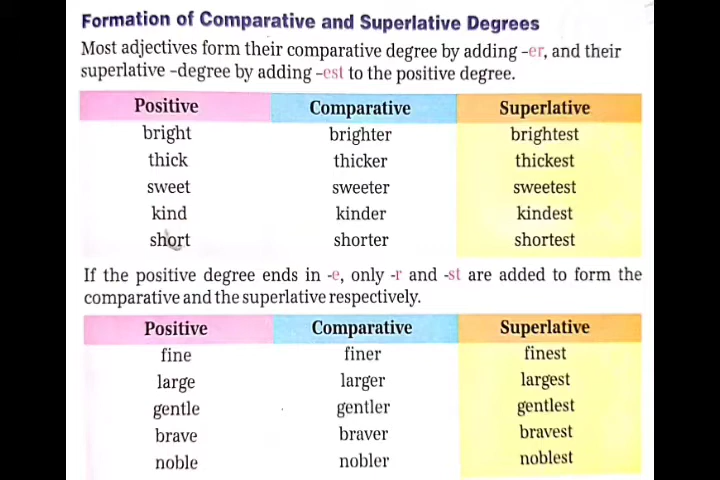 Formation of Comparative and Superlative Degrees
Most adjectives form their comparative degree by adding –er, and their
superlative –degree by adding –est to the positive degree.
Positive Comparative Superlative
bright brighter brightest
thick thicker thickest
sweet sweeter sweetest
kind kinder kindest
short shorter shortest
If the positive degree ends in -e, only -r and -st are added to form the
comparative and the superlative respectively.
Positive Comparative Superlative
fine finer finest
large larger largest
gentle gentler gentlest
brave braver bravest
noble nobler noblest